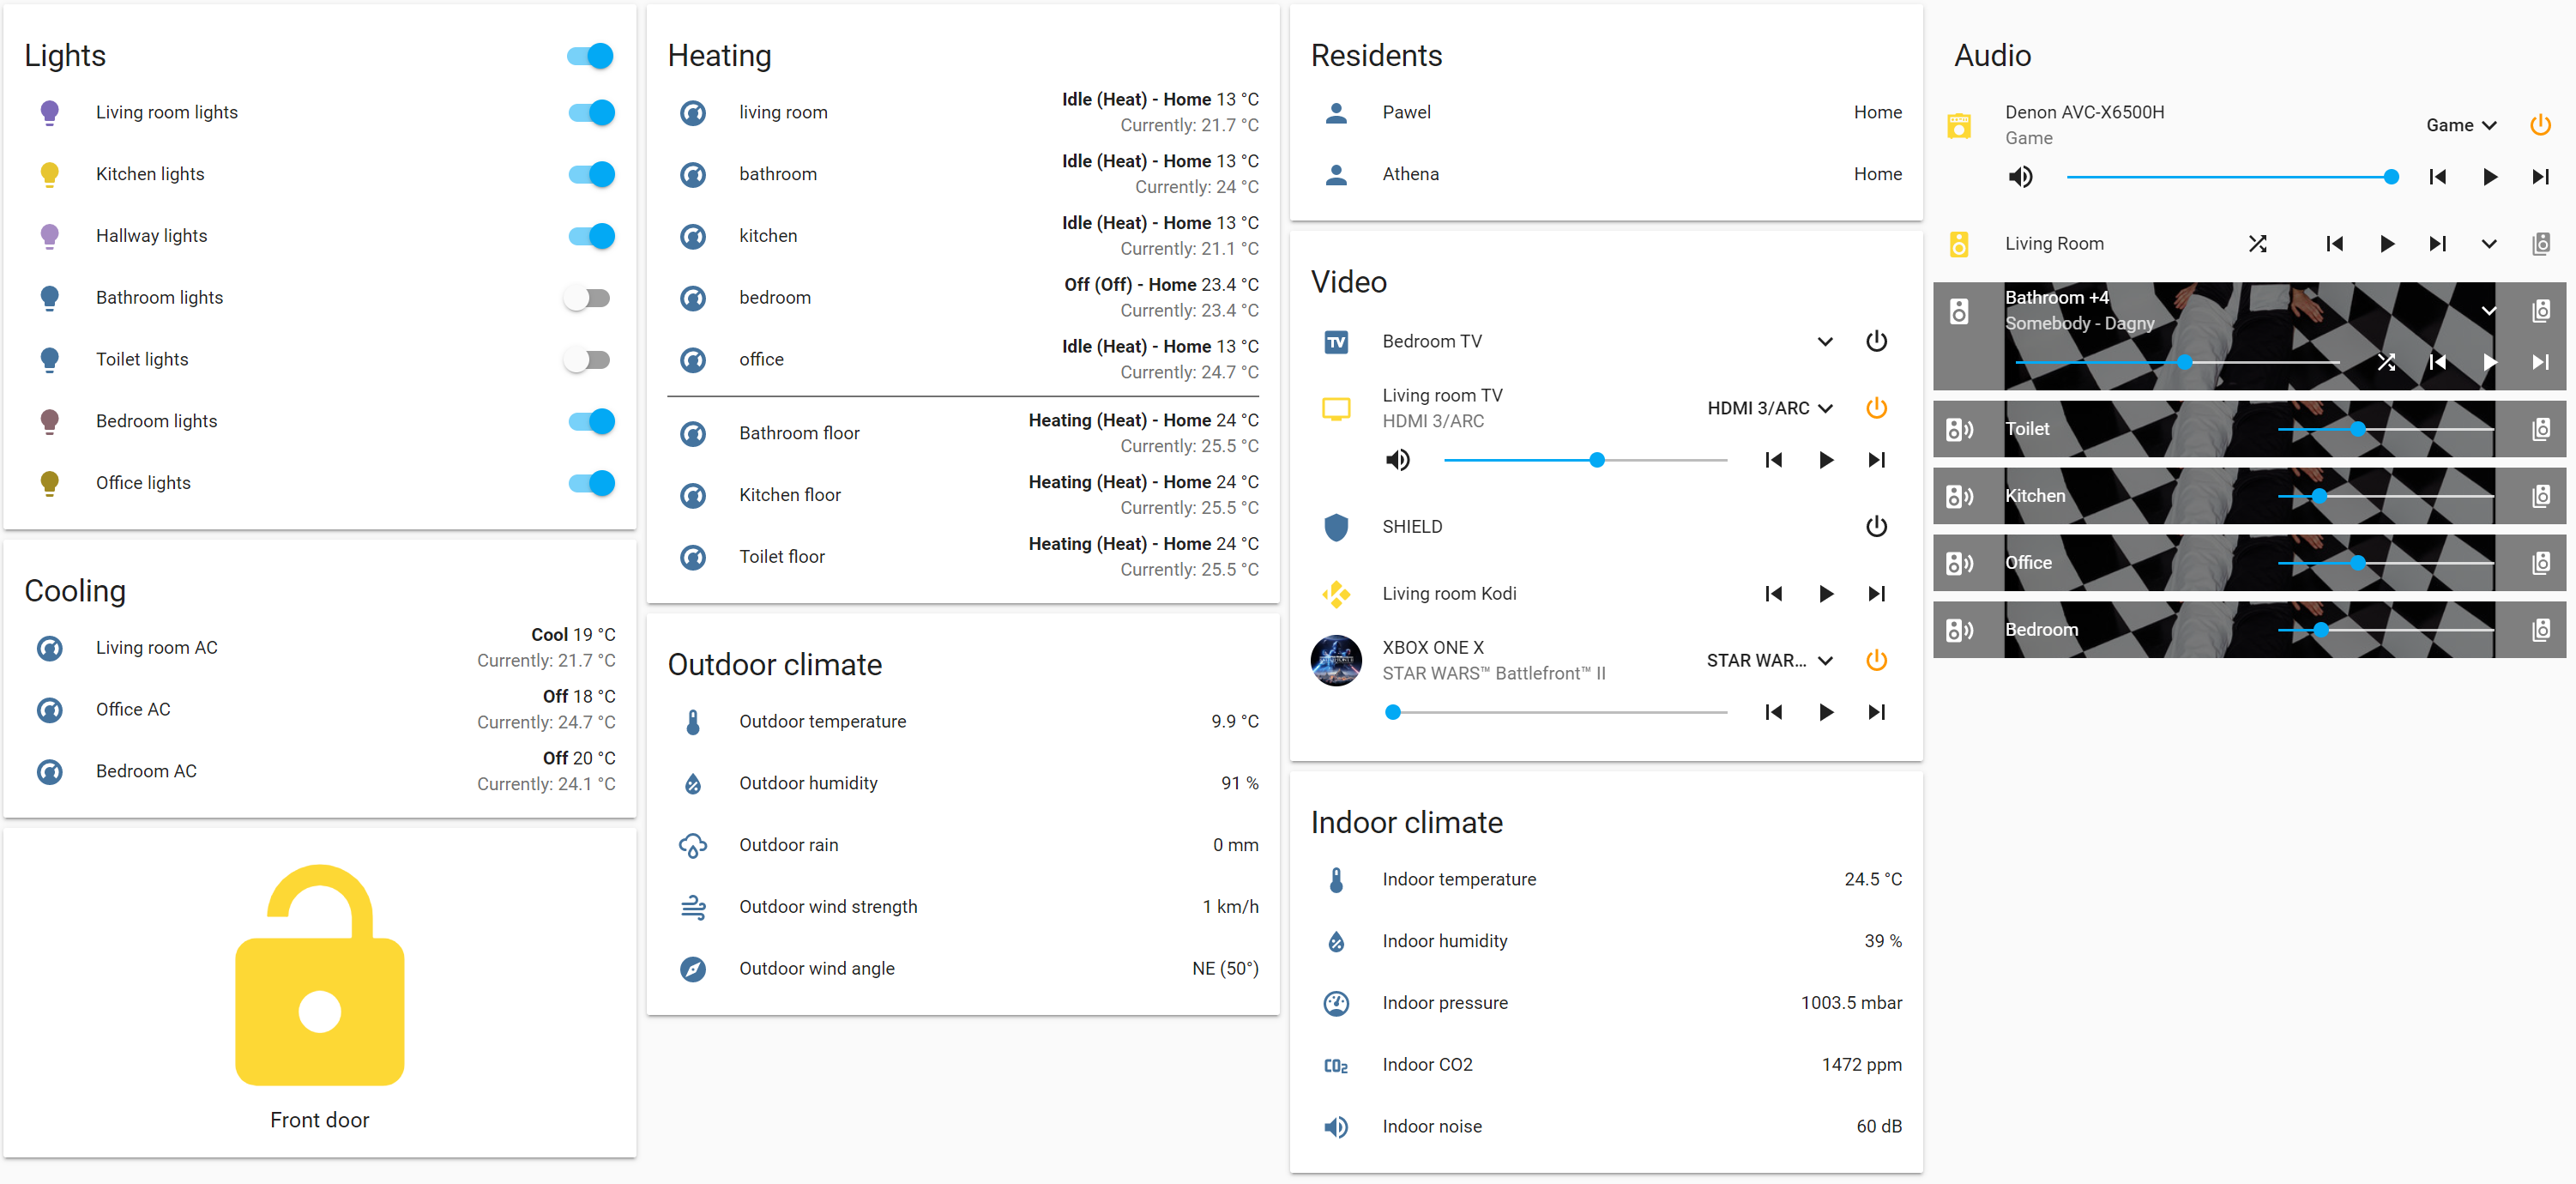 Lights
Living room lights
Kitchen lights
Hallway lights
Bathroom lights
Toilet lights
Bedroom lights
Office lights
Cooling
Living room AC
Cool 19 °C
Currently: 21.7 °C
Office AC
Off 18 °C
Currently: 24.7 °C
Bedroom AC
Off 20 °C
Currently: 24.1 °C
Front door
Heating
living room
Idle (Heat) - Home 13 °C
Currently: 21.7 °C
bathroom
Idle (Heat) - Home 13 °C
Currently: 24 °C
kitchen
Idle (Heat) - Home 13 °C
Currently: 21.1 °C
bedroom
Off (Off) - Home 23.4 °C
Currently: 23.4 °C
office
Idle (Heat) - Home 13 °C
Currently: 24.7 °C
Bathroom floor
Heating (Heat) - Home 24 °C
Currently: 25.5 °C
Kitchen floor
Heating (Heat) - Home 24 °C
Currently: 25.5 °C
Toilet floor
Heating (Heat) - Home 24 °C
Currently: 25.5 °C
Outdoor climate
Outdoor temperature 9.9 °C
Outdoor humidity 91 %
Outdoor rain 0 mm
Outdoor wind strength 1 km/h
Outdoor wind angle NE (50°)
Residents
Pawel Home
Athena Home
Video
TV Bedroom TV
Living room TV
HDMI 3/ARC
HDMI 3/ARC
SHIELD
Living room Kodi
XBOX ONE X
STAR WARS™ Battlefront™ II
STAR WAR...
Indoor climate
Indoor temperature 24.5 °C
Indoor humidity 39 %
Indoor pressure 1003.5 mbar
CO2 Indoor CO2 1472 ppm
Indoor noise 60 dB
Audio
Denon AVC-X6500H
Game
Game
Living Room
Bathroom +4
Somebody - Dagny
Toilet
Kitchen
Office
Bedroom